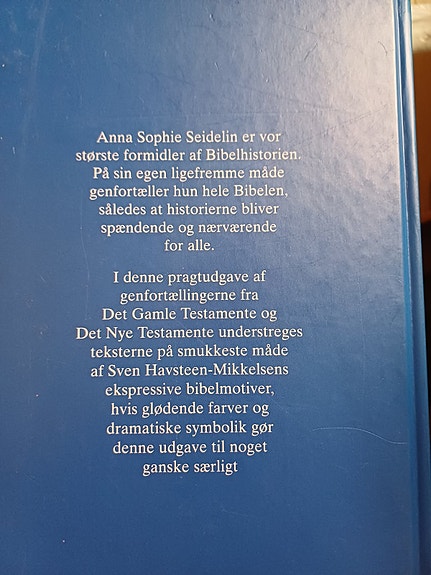 Anna Sophie Seidelin er vor
største formidler af Bibelhistorien.
På sin egen ligefremme måde
genfortæller hun hele Bibelen,
således at historierne bliver
spændende og nærværende
for alle.
I denne pragtudgave af
genfortællingerne fra
Det Gamle Testamente og
Det Nye Testamente understreges
teksterne på smukkeste måde
af Sven Havsteen-Mikkelsens
ekspressive bibelmotiver,
hvis glødende farver og
dramatiske symbolik gør
denne udgave til noget
ganske særligt